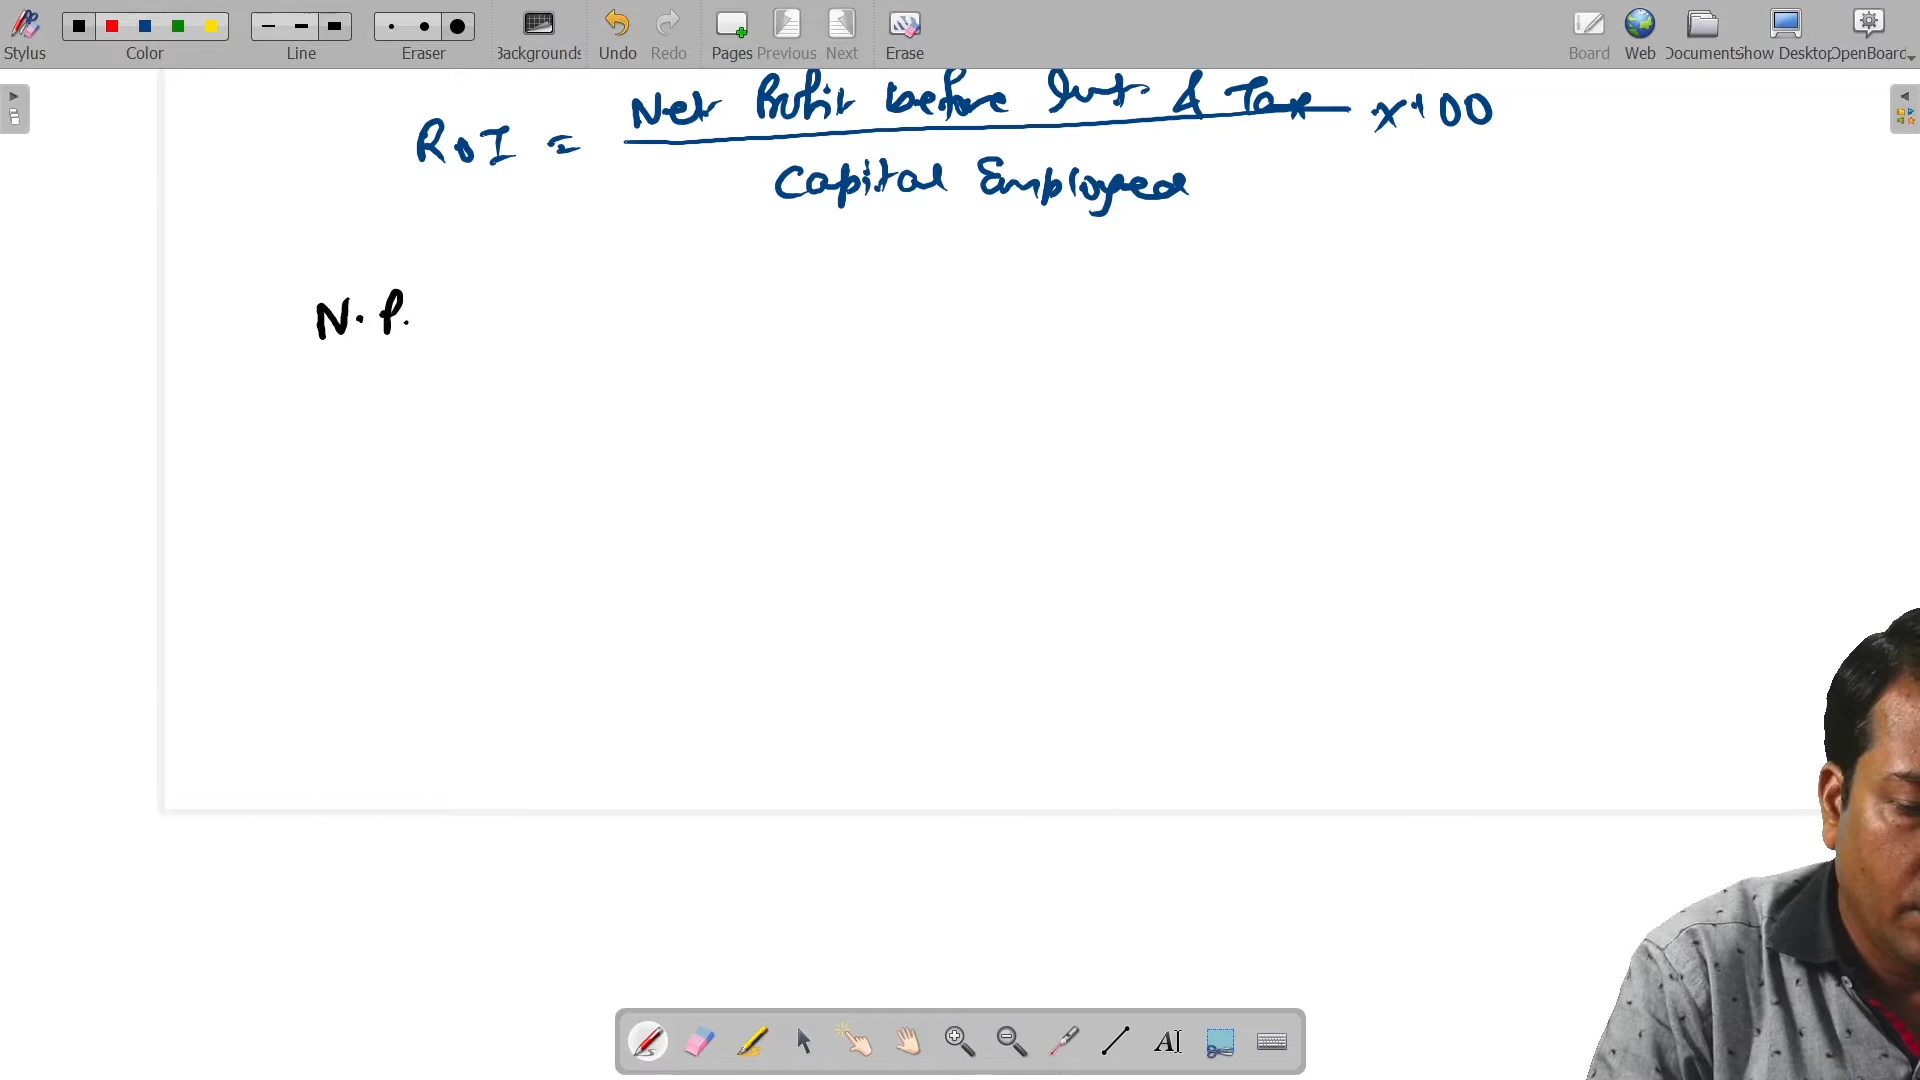 Stylus Color Line Eraser Backgrounds Undo Redo Pages Previous Next Erase Board Web Documents Show Desktop OpenBoard
Net Profit before Int. & Tax
ROI = x100
Capital Employed
N. P.